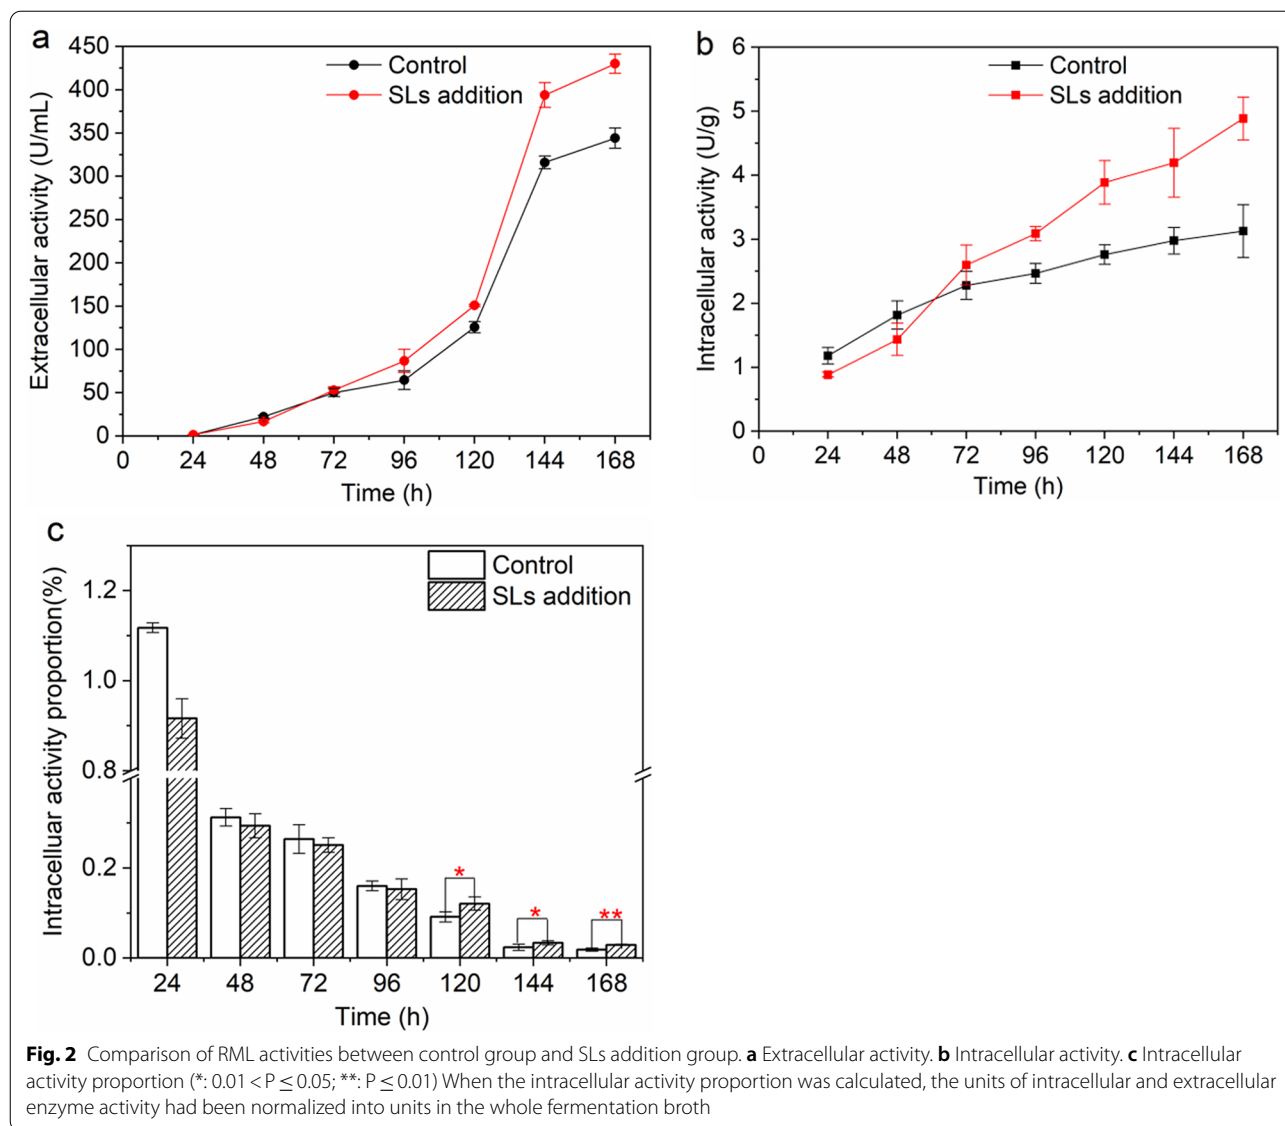 a
450
400
350
300
250
200
150
100
50
0
Extracellular activity (U/mL)
Control
SLs addition
0 24 48 72 96 120 144 168
Time (h)
b
6
5
4
3
2
1
0
Intracellular activity (U/g)
Control
SLs addition
0 24 48 72 96 120 144 168
Time (h)
c
1.2
1.0
0.8
0.2
0.0
Intracelluar activity proportion(%)
Control
SLs addition
*
*
**
24 48 72 96 120 144 168
Time (h)
Fig. 2 Comparison of RML activities between control group and SLs addition group. a Extracellular activity. b Intracellular activity. c Intracellular
activity proportion (*: 0.01 < P ≤ 0.05; **: P ≤ 0.01) When the intracellular activity proportion was calculated, the units of intracellular and extracellular
enzyme activity had been normalized into units in the whole fermentation broth